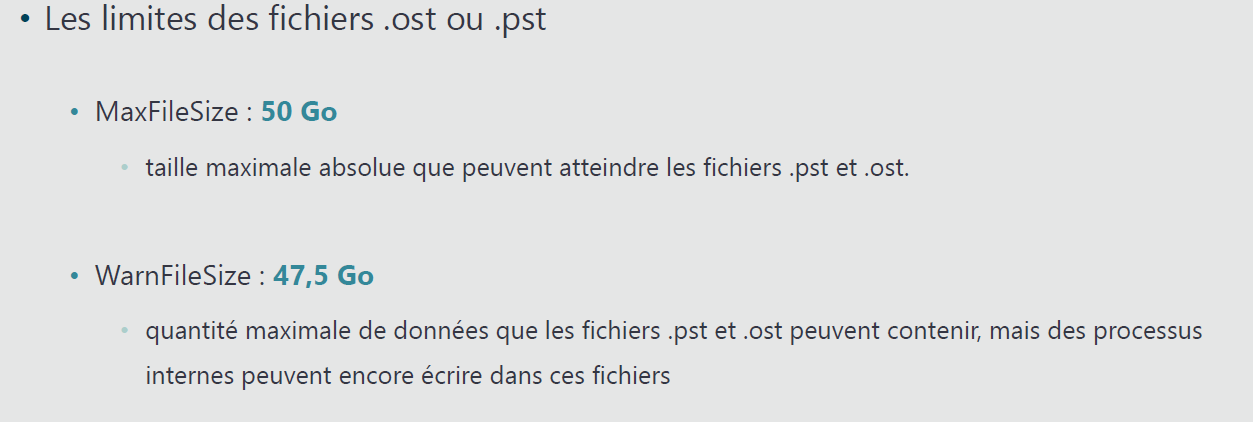 • Les limites des fichiers .ost ou .pst
• MaxFileSize : 50 Go
• taille maximale absolue que peuvent atteindre les fichiers .pst et .ost.
• WarnFileSize : 47,5 Go
• quantité maximale de données que les fichiers .pst et .ost peuvent contenir, mais des processus
internes peuvent encore écrire dans ces fichiers